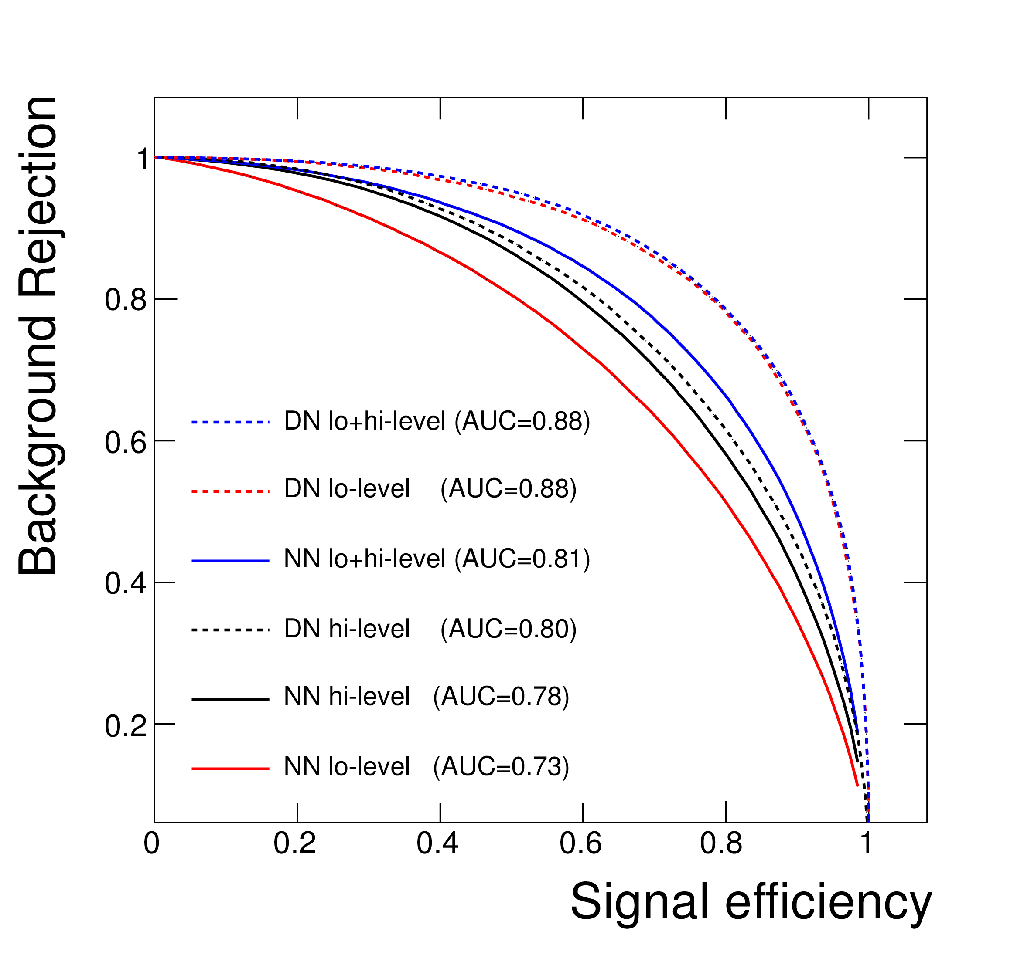 Background Rejection
1
0.8
0.6
0.4
0.2
DN lo+hi-level (AUC=0.88)
DN lo-level (AUC=0.88)
NN lo+hi-level (AUC=0.81)
DN hi-level (AUC=0.80)
NN hi-level (AUC=0.78)
NN lo-level (AUC=0.73)
0 0.2 0.4 0.6 0.8 1
Signal efficiency